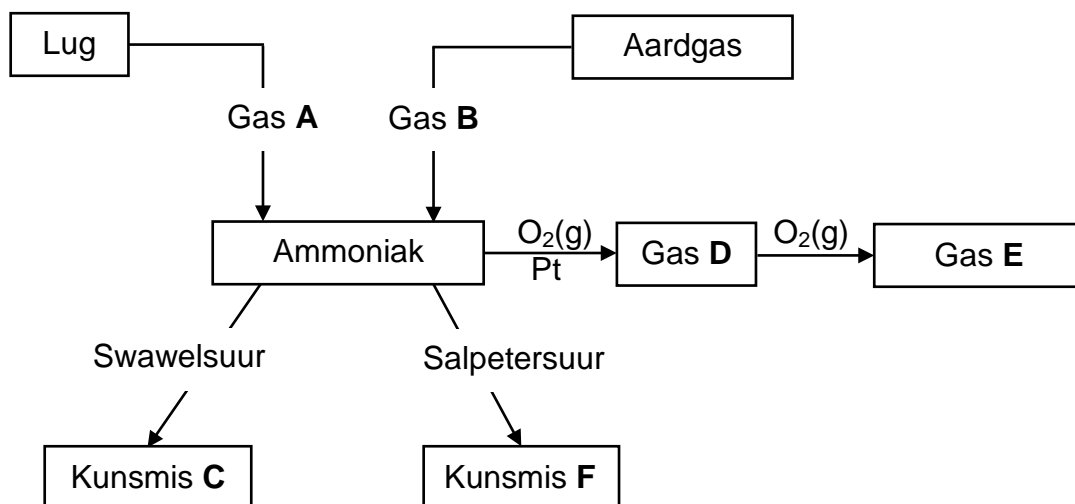 Lug
Aardgas
Gas A
Gas B
Ammoniak
O₂(g)
Pt
Gas D
O₂(g)
Gas E
Swawelsuur
Salpetersuur
Kunsmis C
Kunsmis F